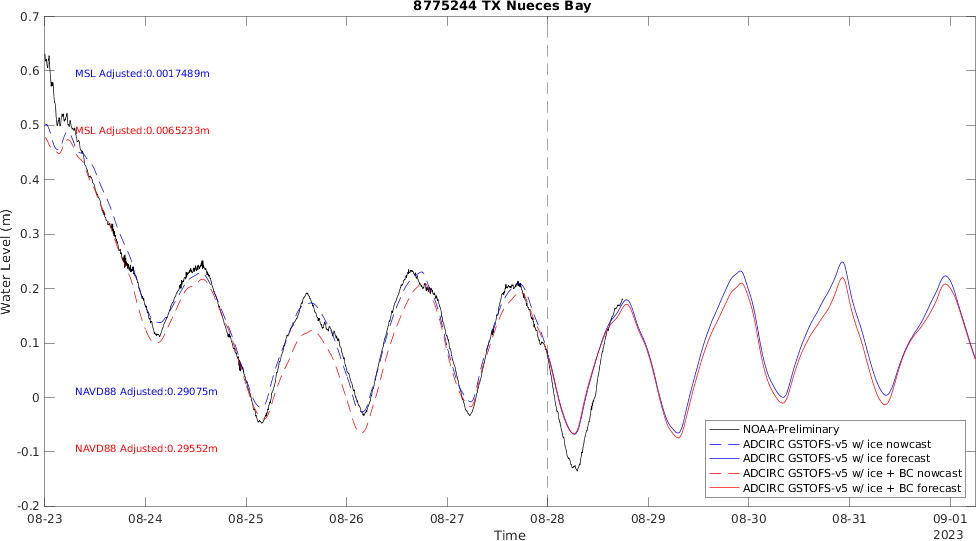 8775244 TX Nueces Bay
0.7
0.6
0.5
0.4
0.3
0.2
0.1
0
-0.1
-0.2
Water Level (m)
MSL Adjusted:0.0017489m
MSL Adjusted:0.0065233m
NAVD88 Adjusted:0.29075m
NAVD88 Adjusted:0.29552m
NOAA-Preliminary
ADCIRC GSTOFS-v5 w/ ice nowcast
ADCIRC GSTOFS-v5 w/ ice forecast
ADCIRC GSTOFS-v5 w/ ice + BC nowcast
ADCIRC GSTOFS-v5 w/ ice + BC forecast
08-23 08-24 08-25 08-26 08-27 08-28 08-29 08-30 08-31 09-01
2023
Time